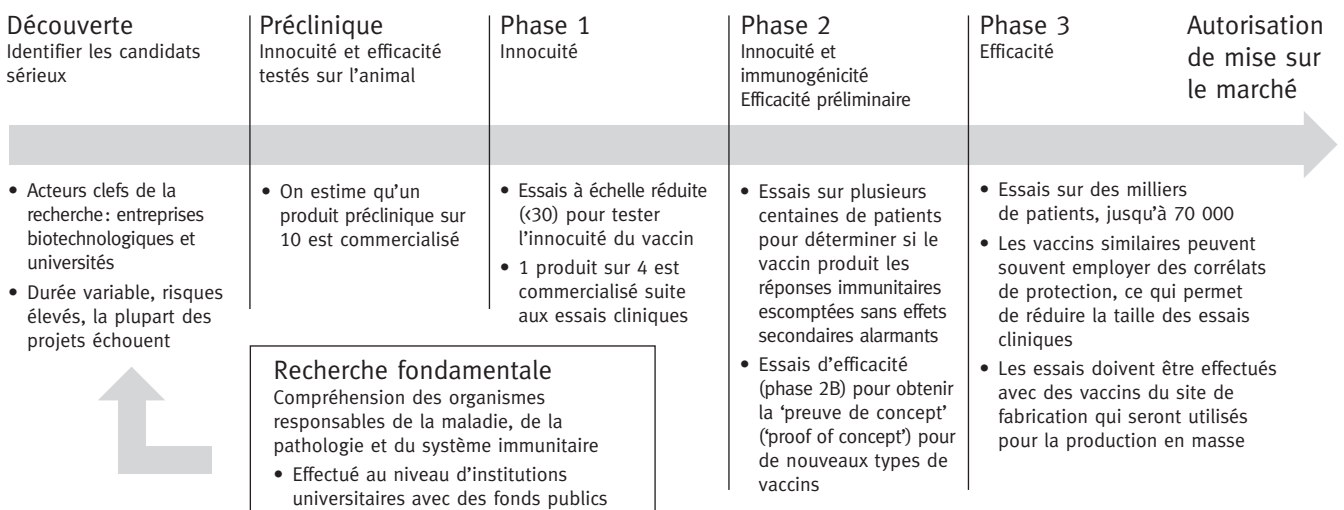 Découverte
Identifier les candidats
sérieux
Préclinique
Innocuité et efficacité
testés sur l'animal
Phase 1
Innocuité
Phase 2
Innocuité et
immunogénicité
Efficacité préliminaire
Phase 3
Efficacité
Autorisation
de mise sur
le marché
• Acteurs clefs de la
recherche: entreprises
biotechnologiques et
universités
• Durée variable, risques
élevés, la plupart des
projets échouent
• On estime qu'un
produit préclinique sur
10 est commercialisé
• Essais à échelle réduite
(<30) pour tester
l'innocuité du vaccin
• 1 produit sur 4 est
commercialisé suite
aux essais cliniques
• Essais sur plusieurs
centaines de patients
pour déterminer si le
vaccin produit les
réponses immunitaires
escomptées sans effets
secondaires alarmants
• Essais d'efficacité
(phase 2B) pour obtenir
la 'preuve de concept'
('proof of concept') pour
de nouveaux types de
vaccins
• Essais sur des milliers
de patients, jusqu'à 70 000
• Les vaccins similaires peuvent
souvent employer des corrélats
de protection, ce qui permet
de réduire la taille des essais
cliniques
• Les essais doivent être effectués
avec des vaccins du site de
fabrication qui seront utilisés
pour la production en masse
Recherche fondamentale
Compréhension des organismes
responsables de la maladie, de la
pathologie et du système immunitaire
• Effectué au niveau d'institutions
universitaires avec des fonds publics